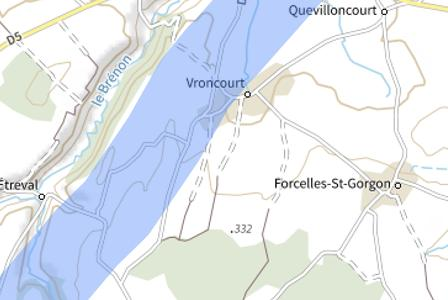 Quevilloncourt
D5
le Brénon
Vroncourt
Étreval
Forcelles-St-Gorgon
.332